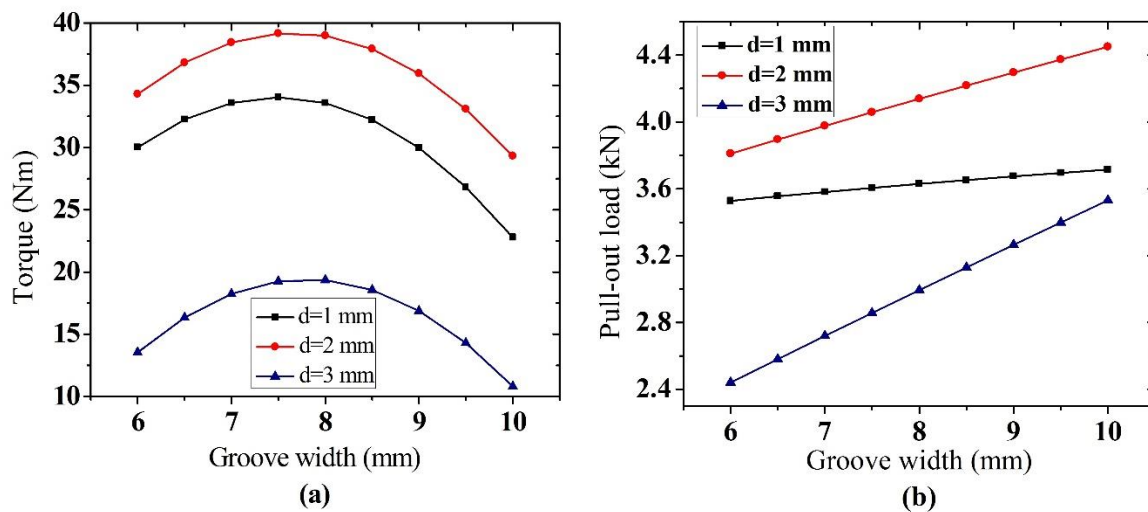 40
35
30
25
20
15
10
Torque (Nm)
d=1 mm
d=2 mm
d=3 mm
6 7 8 9 10
Groove width (mm)
(a)
4.4
4.0
3.6
3.2
2.8
2.4
Pull-out load (kN)
d=1 mm
d=2 mm
d=3 mm
6 7 8 9 10
Groove width (mm)
(b)